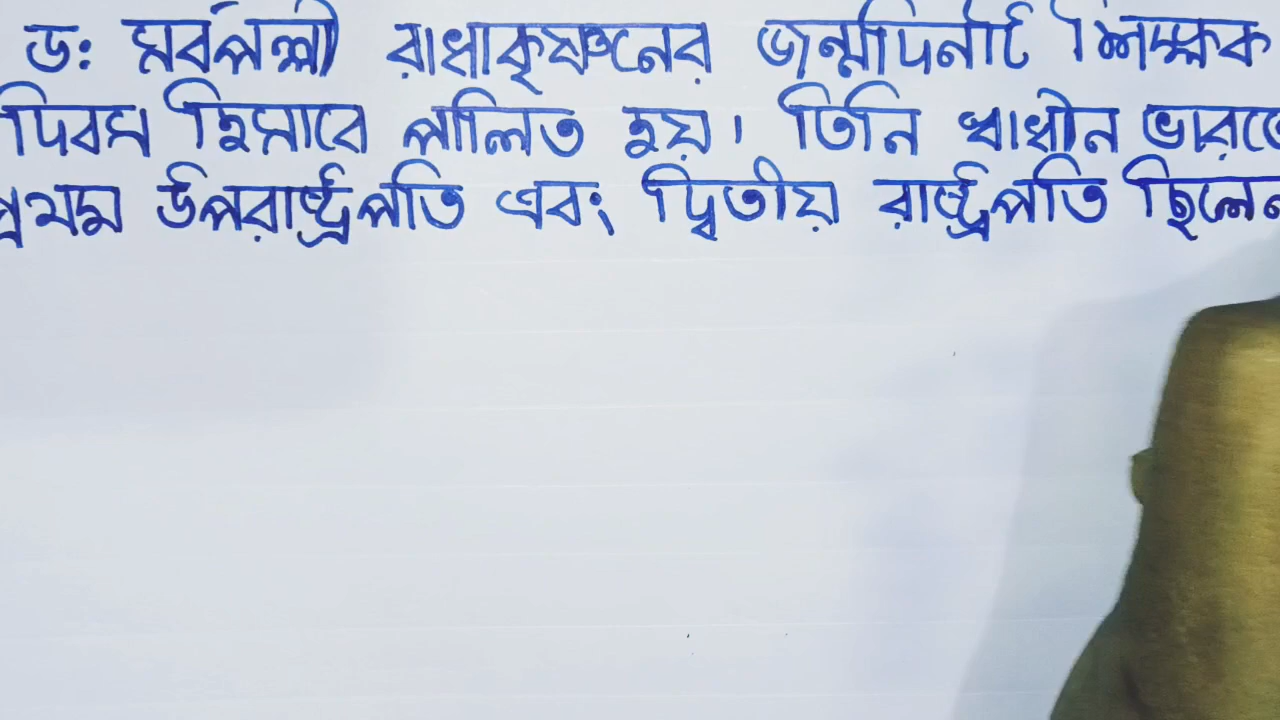 ডঃ সর্বপল্লী রাধাকৃষ্ণনের জন্মদিনটি শিক্ষক
দিবস হিসাবে পালিত হয়। তিনি স্বাধীন ভারতে
প্রথম উপরাষ্ট্রপতি এবং দ্বিতীয় রাষ্ট্রপতি ছিলেন